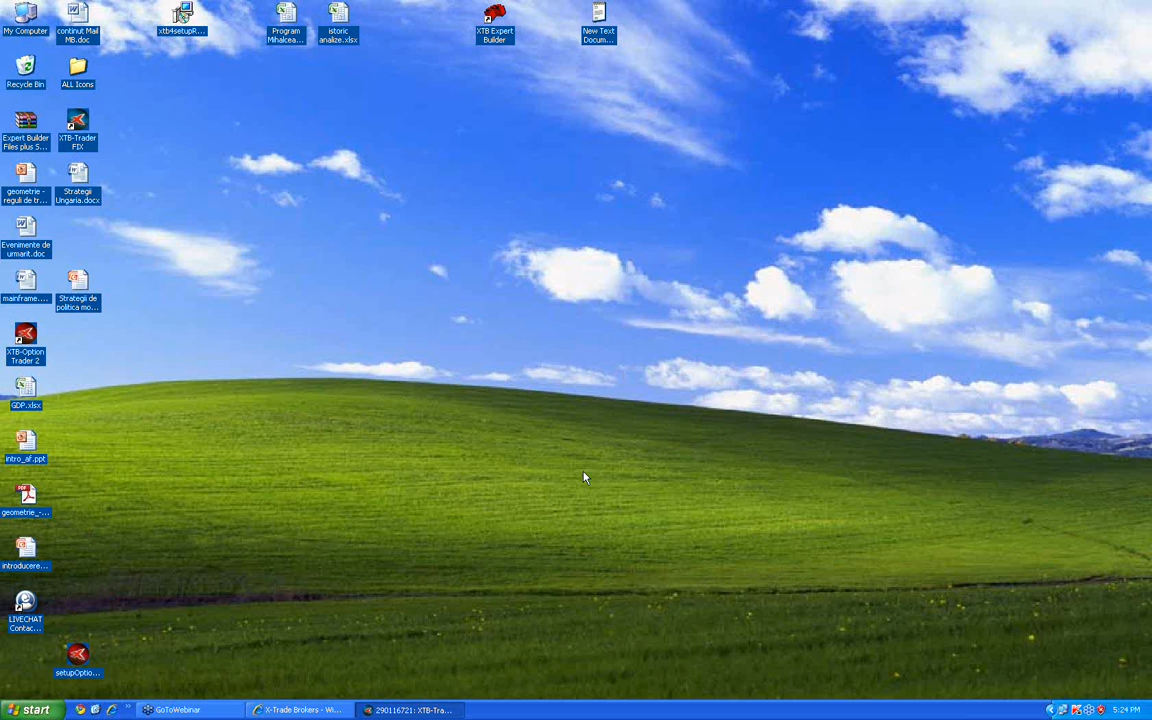 My Computer
continut Mail
MB.doc
xtb4setupR...
Program
Mihalcea...
istoric
analize.xlsx
XTB Expert
Builder
New Text
Docum...
Recycle Bin
ALL Icons
Expert Builder
Files plus S...
XTB-Trader
FIX
geometrie -
reguli de tr...
Strategii
Ungaria.docx
Evenimente de
urmarit.doc
mainframe....
Strategii de
politica mo...
XTB-Option
Trader 2
GDP.xlsx
intro_af.ppt
geometrie_-...
introducere...
LIVECHAT
Contac...
setupOptio...
start
GoToWebinar
X-Trade Brokers - Wi...
290116721: XTB-Tra...
5:24 PM